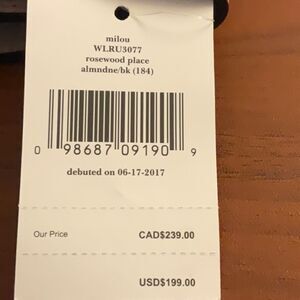 milou
WLRU3077
rosewood place
almndne/bk (184)
0 98687 09190 9
debuted on 06-17-2017
Our Price CAD$239.00
USD$199.00